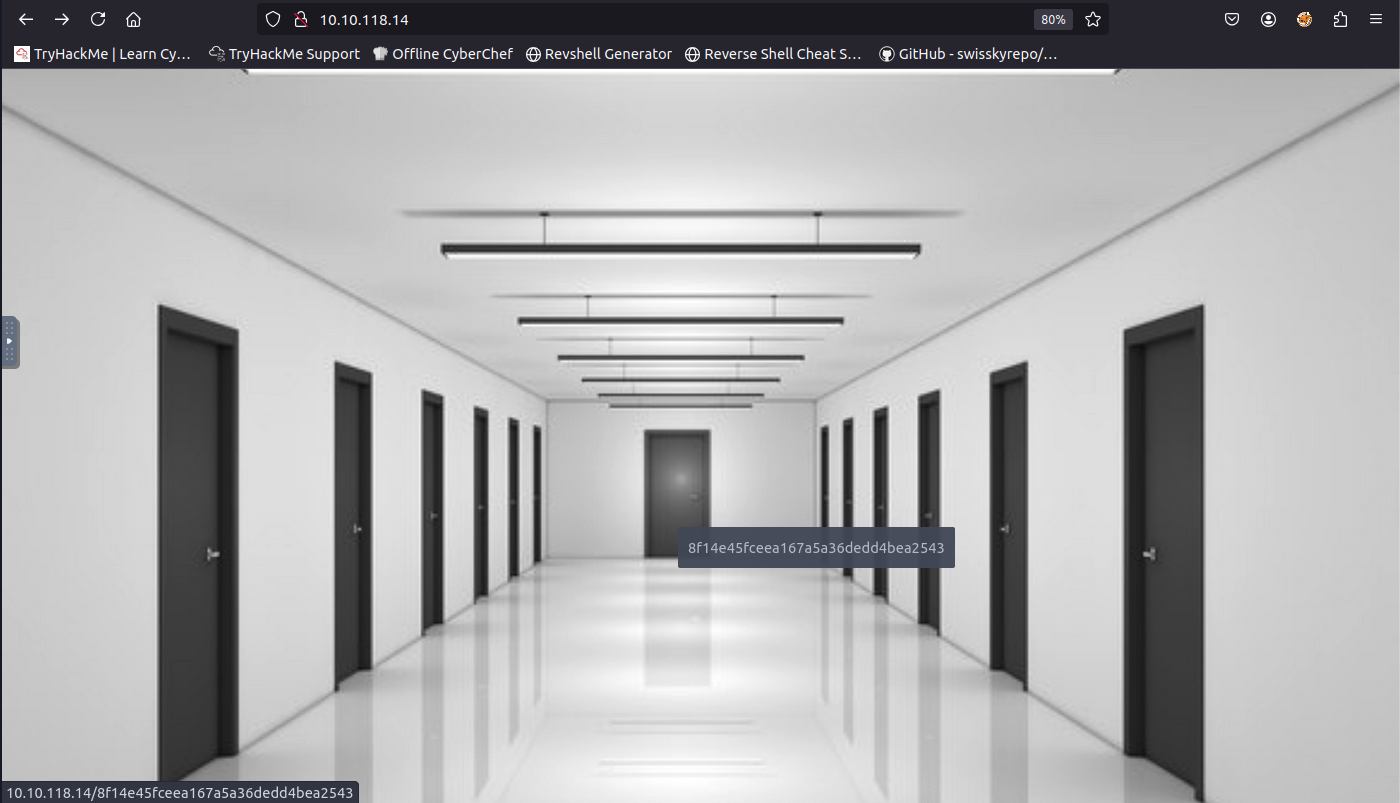 10.10.118.14
80%
TryHackMe | Learn Cy…
TryHackMe Support
Offline CyberChef
Revshell Generator
Reverse Shell Cheat S…
GitHub - swisskyrepo/…
8f14e45fceea167a5a36dedd4bea2543
10.10.118.14/8f14e45fceea167a5a36dedd4bea2543